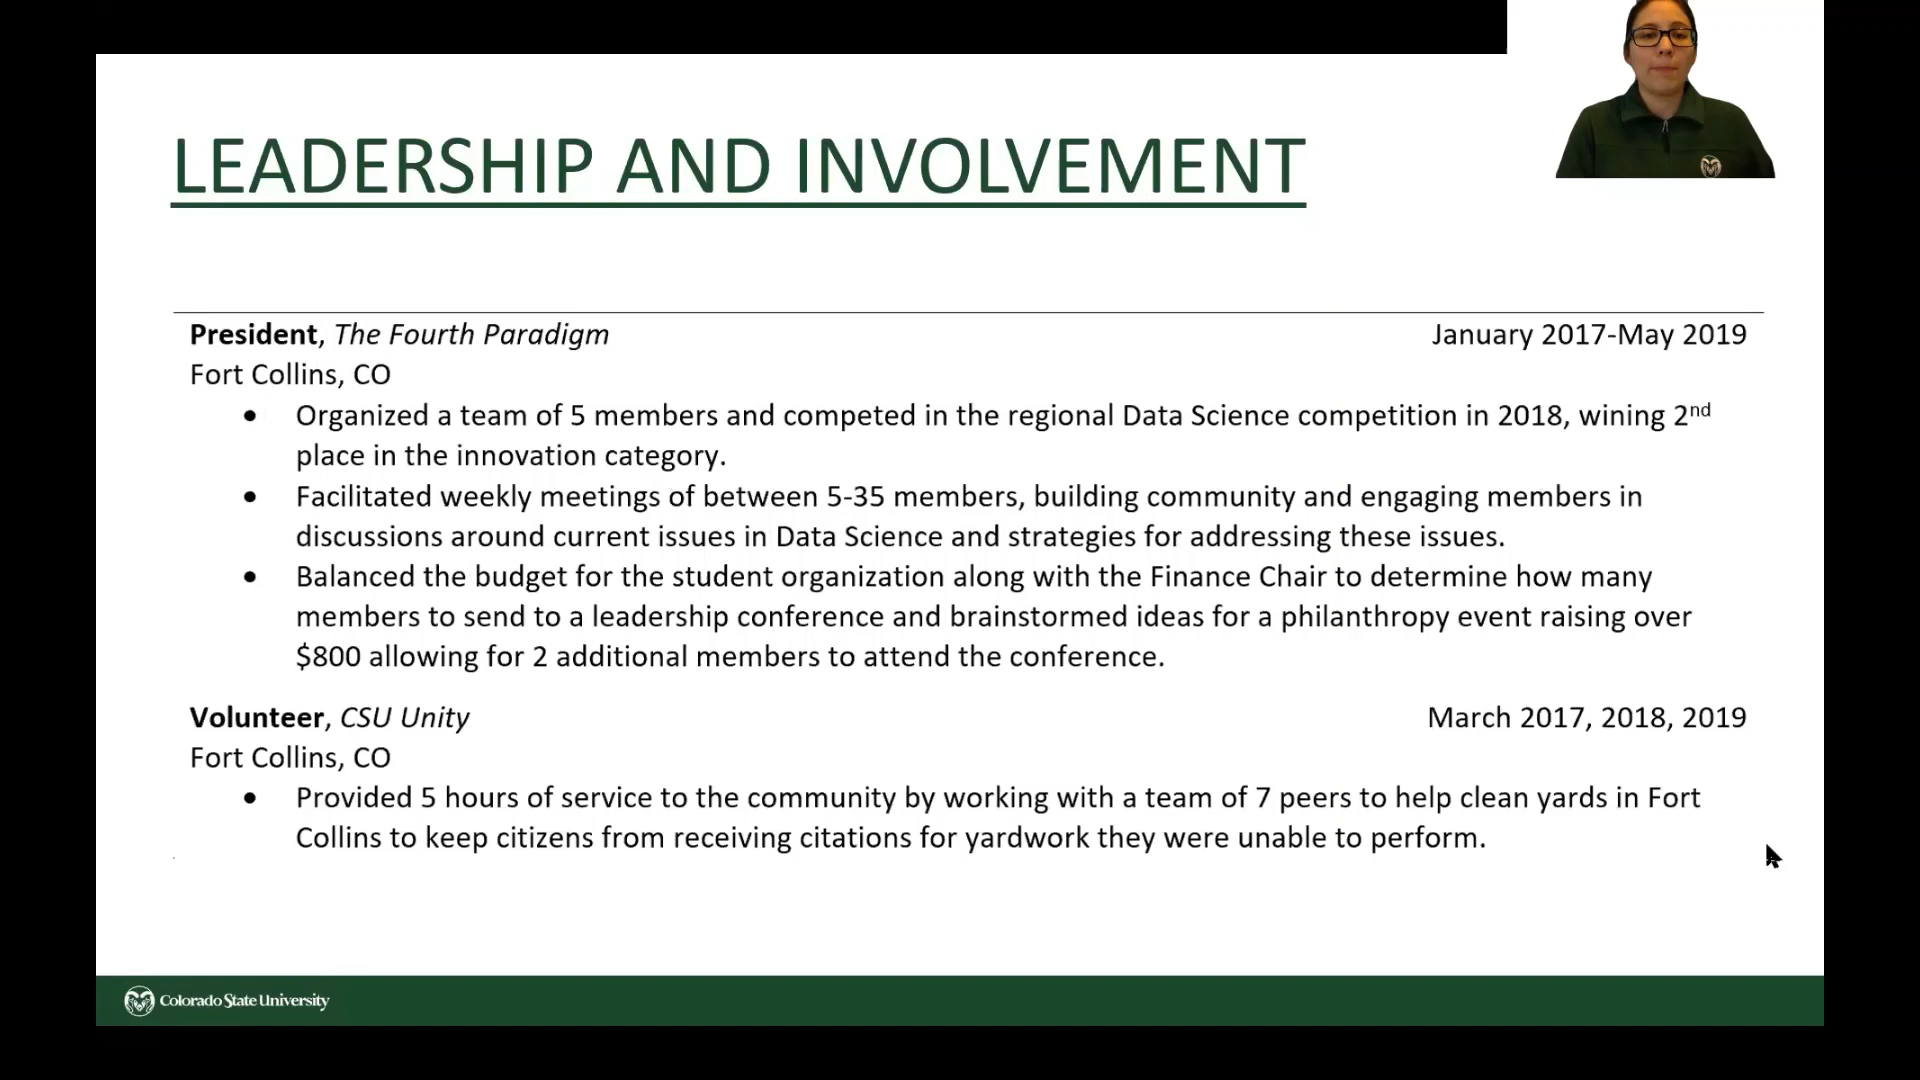 LEADERSHIP AND INVOLVEMENT
President, The Fourth Paradigm January 2017-May 2019
Fort Collins, CO
• Organized a team of 5 members and competed in the regional Data Science competition in 2018, wining 2nd
place in the innovation category.
• Facilitated weekly meetings of between 5-35 members, building community and engaging members in
discussions around current issues in Data Science and strategies for addressing these issues.
• Balanced the budget for the student organization along with the Finance Chair to determine how many
members to send to a leadership conference and brainstormed ideas for a philanthropy event raising over
$800 allowing for 2 additional members to attend the conference.
Volunteer, CSU Unity March 2017, 2018, 2019
Fort Collins, CO
• Provided 5 hours of service to the community by working with a team of 7 peers to help clean yards in Fort
Collins to keep citizens from receiving citations for yardwork they were unable to perform.
Colorado State University